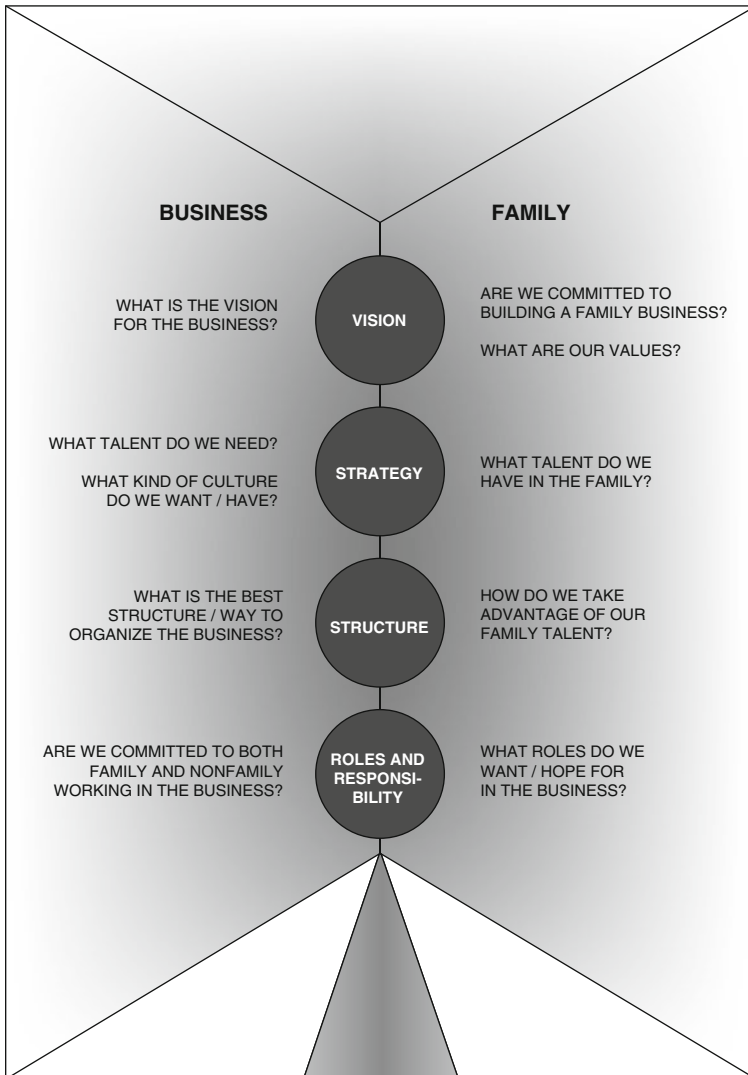 BUSINESS
FAMILY
WHAT IS THE VISION
FOR THE BUSINESS?
VISION
ARE WE COMMITTED TO
BUILDING A FAMILY BUSINESS?
WHAT ARE OUR VALUES?
WHAT TALENT DO WE NEED?
WHAT KIND OF CULTURE
DO WE WANT / HAVE?
STRATEGY
WHAT TALENT DO WE
HAVE IN THE FAMILY?
WHAT IS THE BEST
STRUCTURE / WAY TO
ORGANIZE THE BUSINESS?
STRUCTURE
HOW DO WE TAKE
ADVANTAGE OF OUR
FAMILY TALENT?
ARE WE COMMITTED TO BOTH
FAMILY AND NONFAMILY
WORKING IN THE BUSINESS?
ROLES AND
RESPONSI-
BILITY
WHAT ROLES DO WE
WANT / HOPE FOR
IN THE BUSINESS?